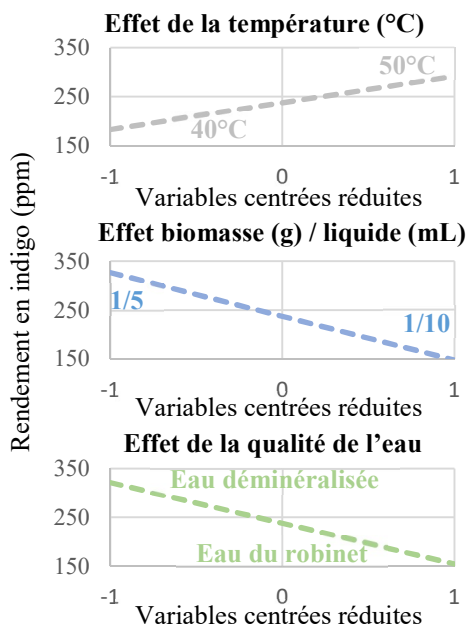 Rendement en indigo (ppm)
Effet de la température (°C)
350
250
150
50°C
40°C
-1 0 1
Variables centrées réduites
Effet biomasse (g) / liquide (mL)
350
250
150
1/5
1/10
-1 0 1
Variables centrées réduites
Effet de la qualité de l’eau
350
250
150
Eau déminéralisée
Eau du robinet
-1 0 1
Variables centrées réduites